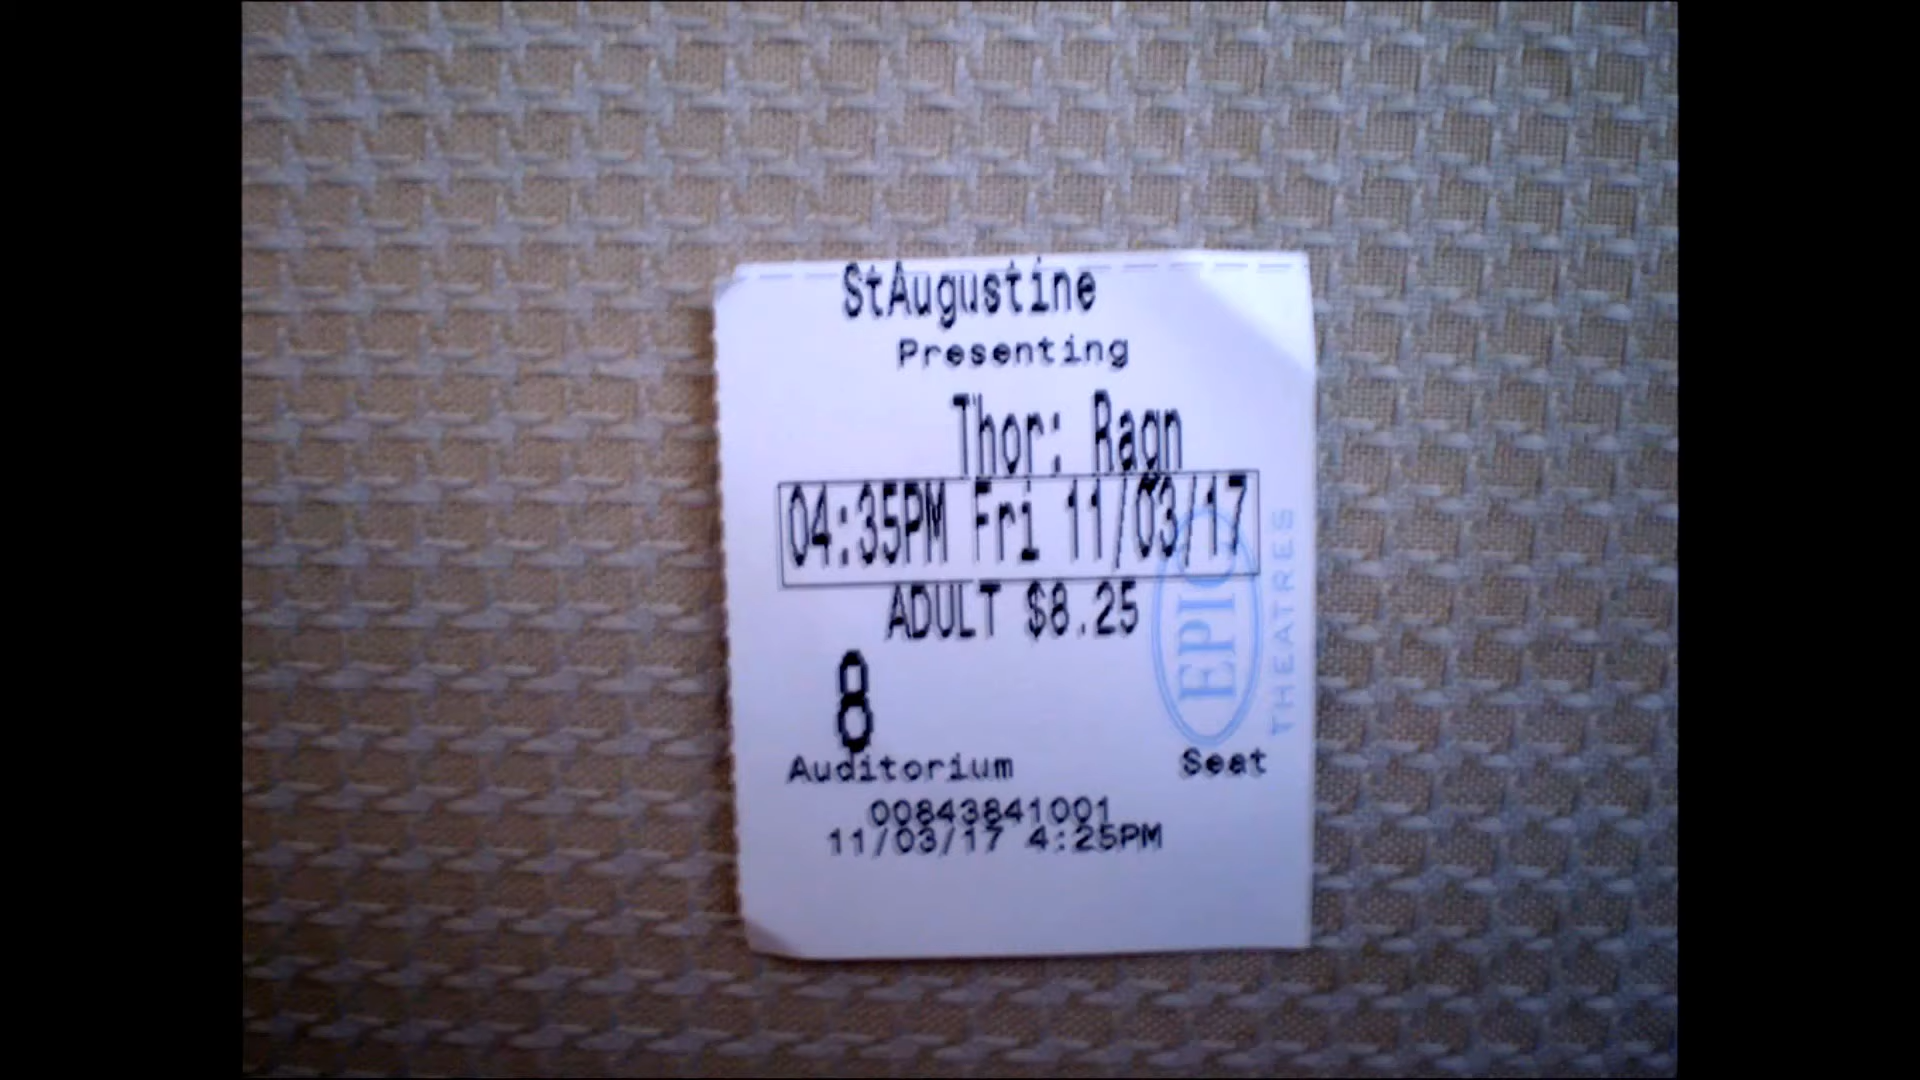 StAugustine
Presenting
Thor: Ragn
04:35PM Fri 11/03/17
ADULT $8.25
8
Auditorium Seat
00843841001
11/03/17 4:25PM
EPIC
THEATRES